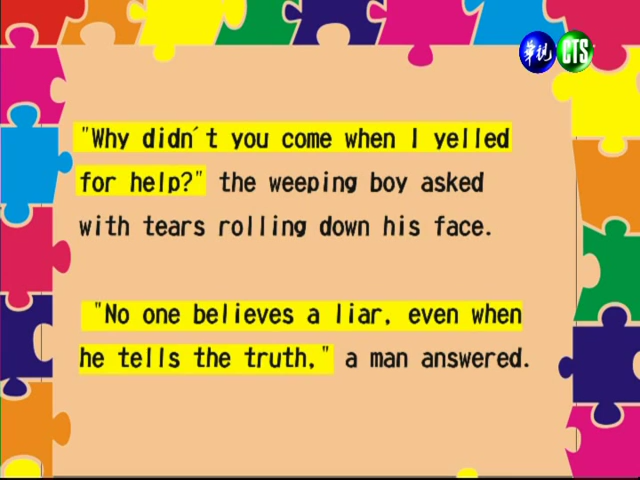 華視 CTS
"Why didn´t you come when I yelled
for help?" the weeping boy asked
with tears rolling down his face.
"No one believes a liar, even when
he tells the truth," a man answered.